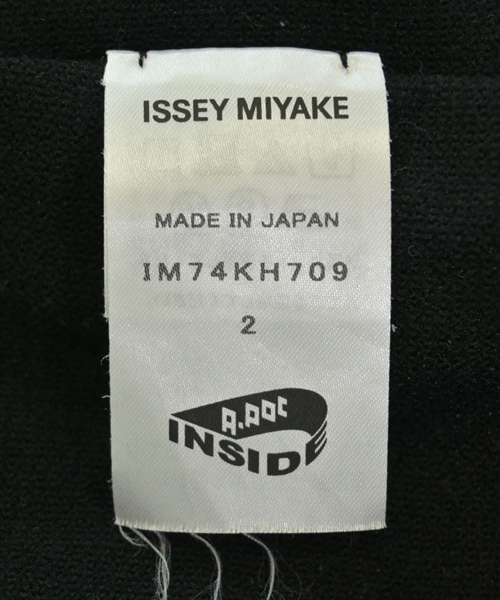 ISSEY MIYAKE
MADE IN JAPAN
IM74KH709
2
A.POC
INSIDE